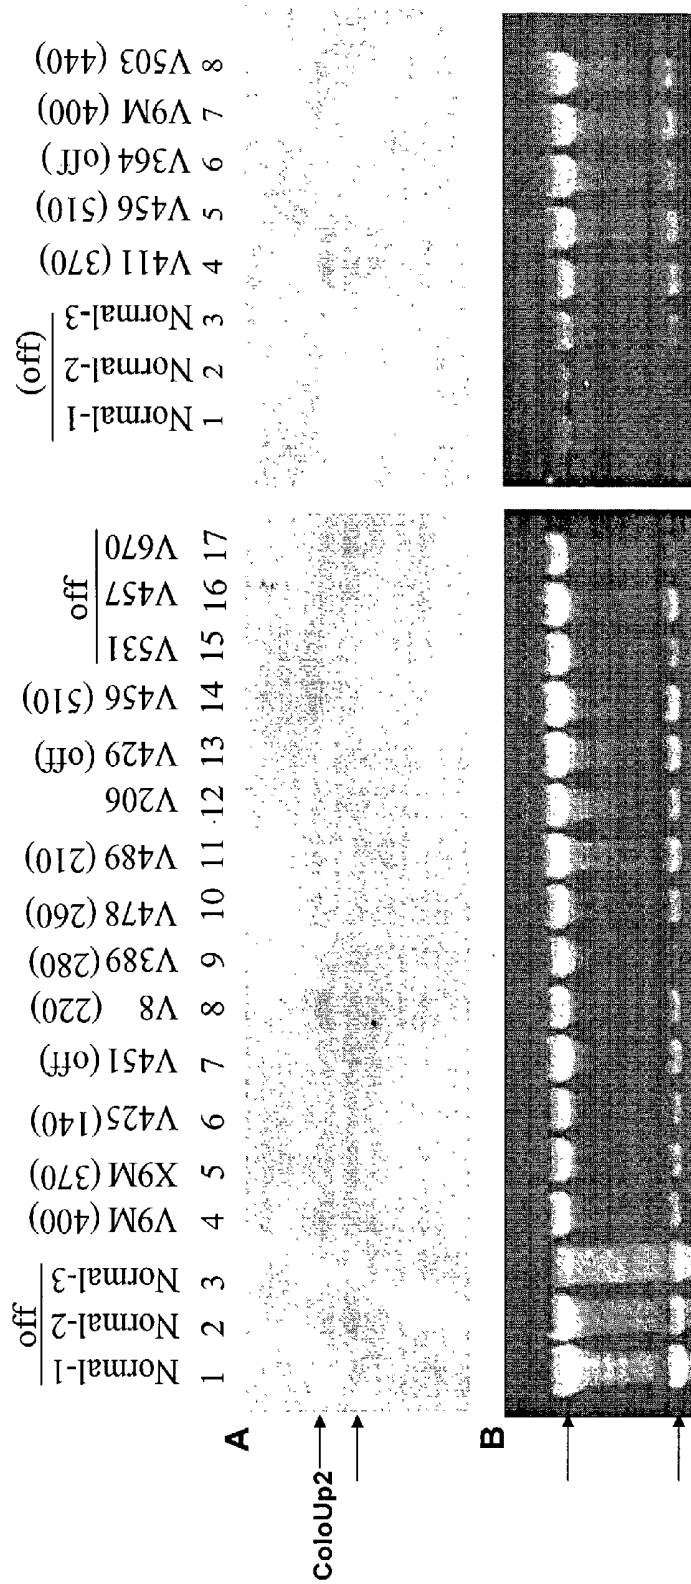 off
Normal-1 1
Normal-2 2
Normal-3 3
V9M (400) 4
X9M (370) 5
V425 (140) 6
V451 (off) 7
V8 (220) 8
V389 (280) 9
V478 (260) 10
V489 (210) 11
V206 12
V429 (off) 13
V456 (510) 14
off
V531 15
V457 16
V670 17
(off)
Normal-1 1
Normal-2 2
Normal-3 3
V411 (370) 4
V456 (510) 5
V364 (off) 6
V9M (400) 7
V503 (440) 8
A
ColoUp2
B